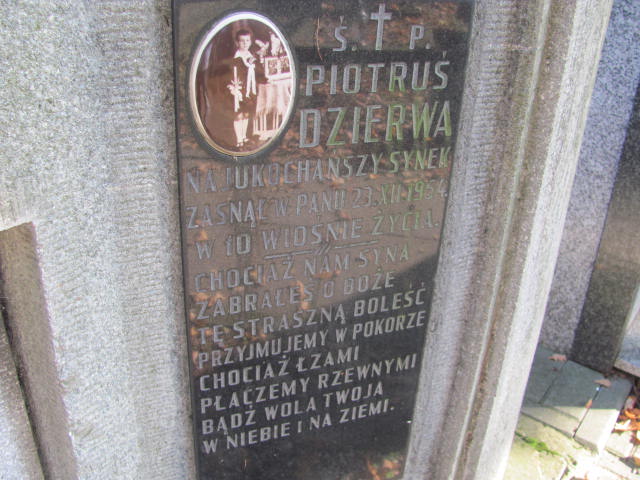 Ś. † P.
PIOTRUŚ
DZIERWA
NAJUKOCHAŃSZY SYNEK
ZASNĄŁ W PANU 23.XII.1954.
W 10 WIOŚNIE ŻYCIA.
CHOCIAŻ NAM SYNA
ZABRAŁEŚ O BOŻE
TĘ STRASZNĄ BOLEŚĆ
PRZYJMUJEMY W POKORZE
CHOCIAŻ ŁZAMI
PŁACZEMY RZEWNYMI
BĄDŹ WOLA TWOJA
W NIEBIE I NA ZIEMI.